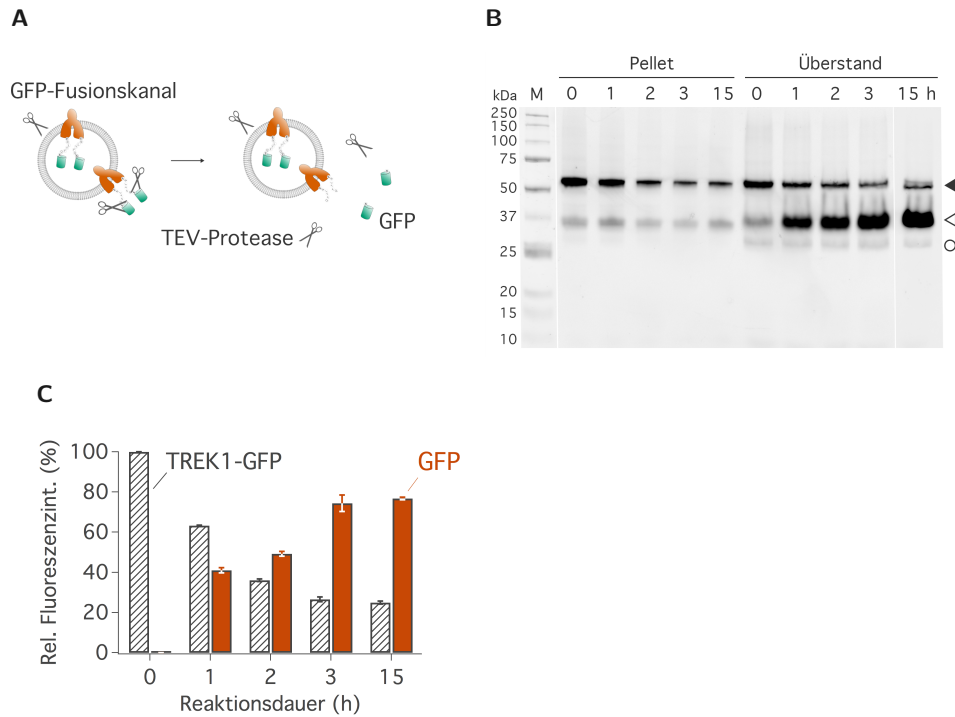 A
GFP-Fusionskanal
TEV-Protease
GFP
B
Pellet
Überstand
kDa M 0 1 2 3 15 0 1 2 3 15 h
250
150
100
75
50
37
25
20
15
10
C
Rel. Fluoreszenzint. (%)
100
80
60
40
20
0
TREK1-GFP
GFP
0 1 2 3 15
Reaktionsdauer (h)